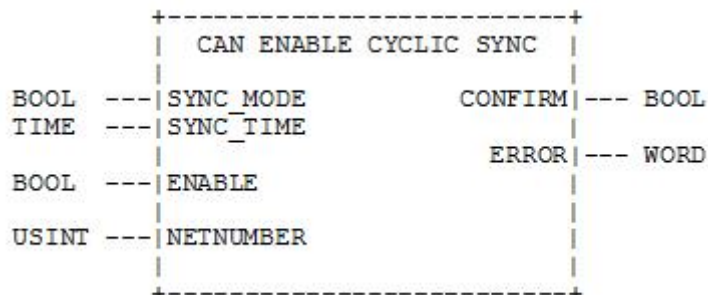 CAN ENABLE CYCLIC SYNC
BOOL ---|SYNC_MODE CONFIRM|--- BOOL
TIME ---|SYNC_TIME
ERROR|--- WORD
BOOL ---|ENABLE
USINT ---|NETNUMBER